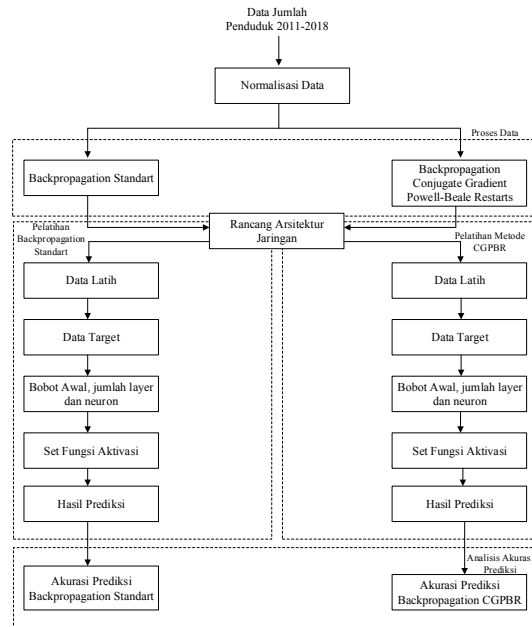 Data Jumlah
Penduduk 2011-2018
Normalisasi Data
Proses Data
Backpropagation Standart
Backpropagation
Conjugate Gradient
Powell-Beale Restarts
Rancang Arsitektur
Jaringan
Pelatihan
Backpropagation
Standart
Pelatihan Metode
CGPBR
Data Latih
Data Latih
Data Target
Data Target
Bobot Awal, jumlah layer
dan neuron
Bobot Awal, jumlah layer
dan neuron
Set Fungsi Aktivasi
Set Fungsi Aktivasi
Hasil Prediksi
Hasil Prediksi
Analisis Akuras
Prediksi
Akurasi Prediksi
Backpropagation Standart
Akurasi Prediksi
Backpropagation CGPBR